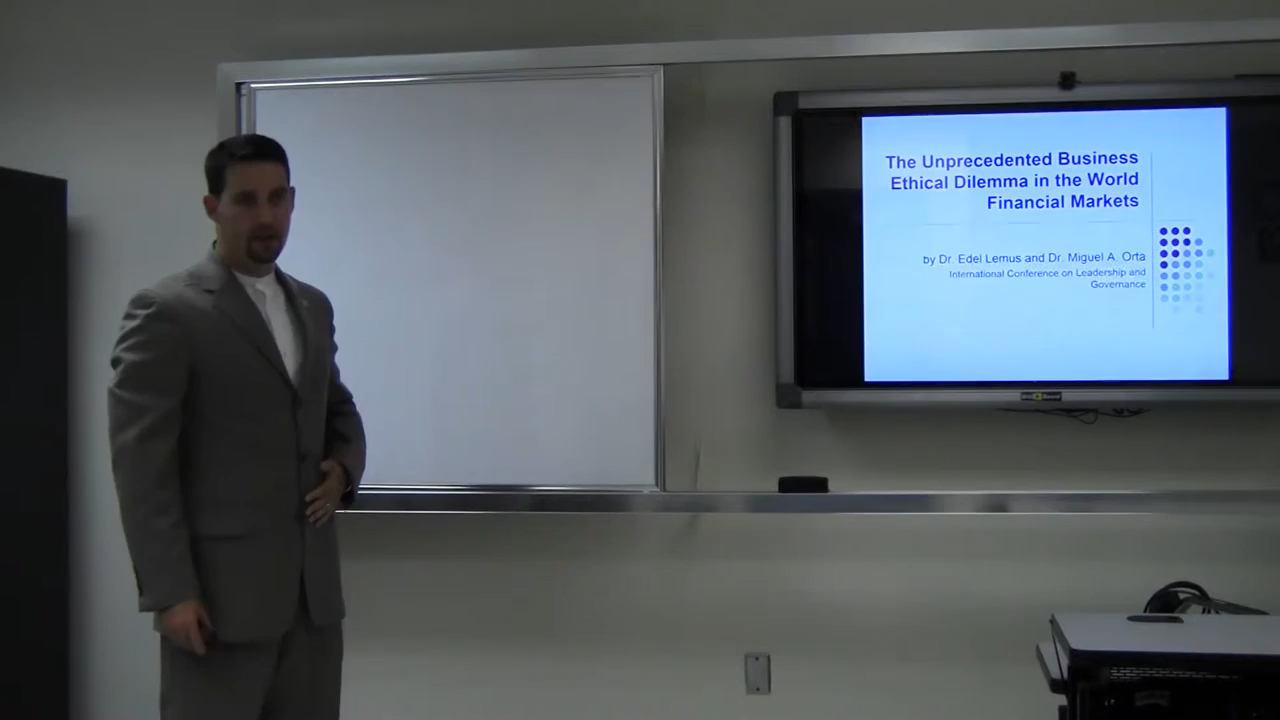 The Unprecedented Business
Ethical Dilemma in the World
Financial Markets
by Dr. Edel Lemus and Dr. Miguel A. Orta
International Conference on Leadership and
Governance